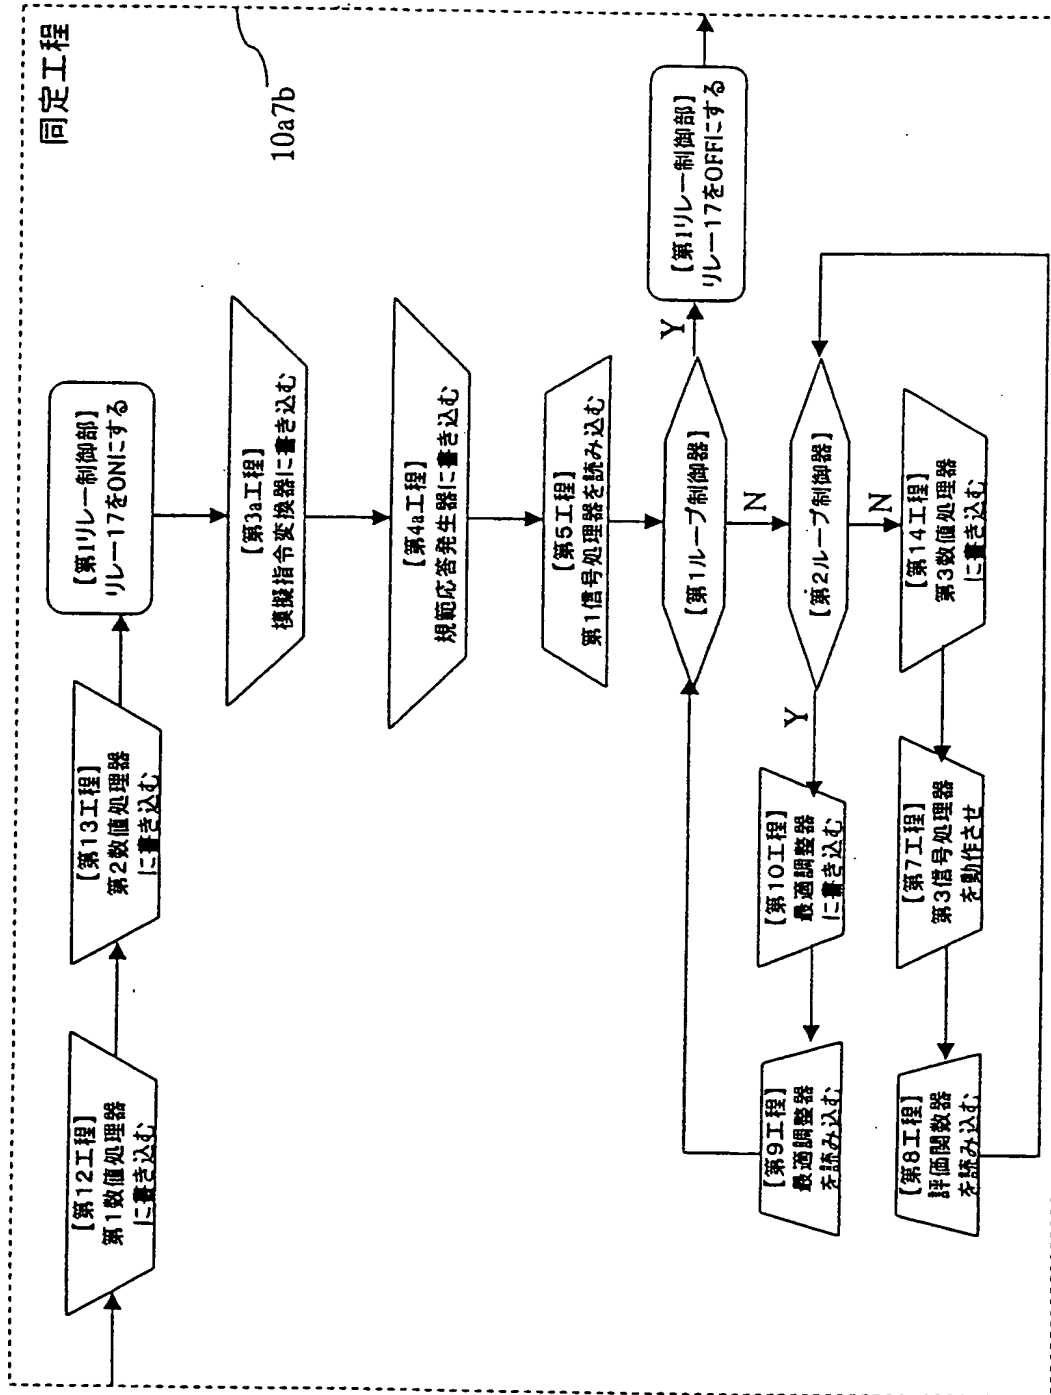 同定工程
10a7b
【第12工程】
第1数値処理器
に書き込む
【第13工程】
第2数値処理器
に書き込む
【第1リレー制御部】
リレー17をONにする
【第3a工程】
模擬指令変換器に書き込む
【第4a工程】
規範応答発生器に書き込む
【第5工程】
第1信号処理器を読み込む
【第1ループ制御器】
Y
【第1リレー制御部】
リレー17をOFFにする
N
【第2ループ制御器】
Y
N
【第10工程】
最適調整器
に書き込む
【第9工程】
最適調整器
を読み込む
【第14工程】
第3数値処理器
に書き込む
【第7工程】
第3信号処理器
を動作させ
【第8工程】
評価関数器
を読み込む